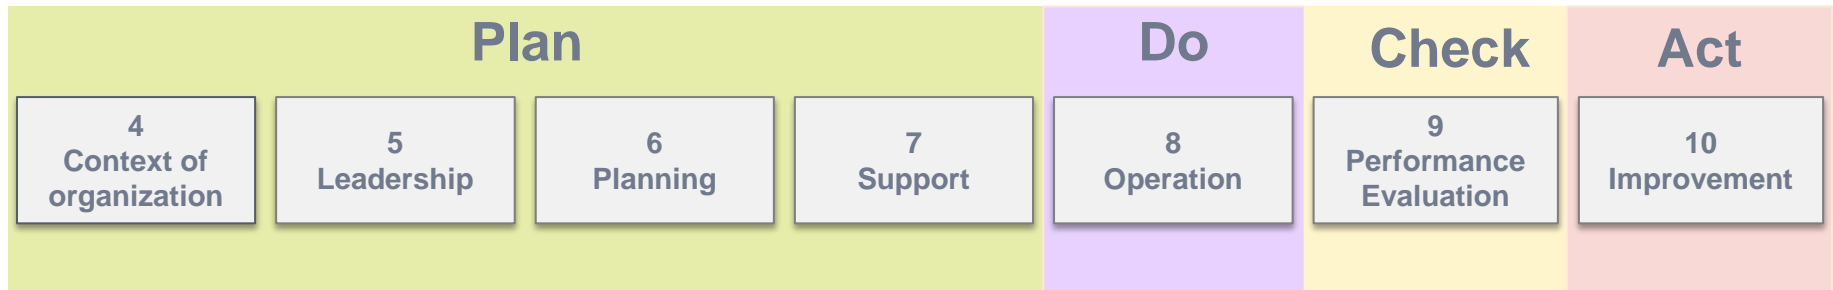 Plan
4
Context of
organization
5
Leadership
6
Planning
7
Support
Do
8
Operation
Check
9
Performance
Evaluation
Act
10
Improvement